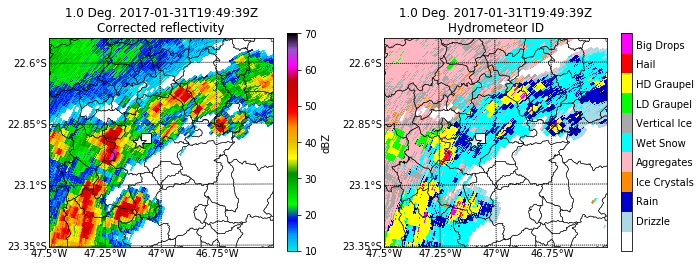 1.0 Deg. 2017-01-31T19:49:39Z
Corrected reflectivity
22.6°S
22.85°S
23.1°S
23.35°S
47.5°W
47.25°W
47°W
46.75°W
70
60
50
40
30
20
10
dBZ
1.0 Deg. 2017-01-31T19:49:39Z
Hydrometeor ID
22.6°S
22.85°S
23.1°S
23.35°S
47.5°W
47.25°W
47°W
46.75°W
Big Drops
Hail
HD Graupel
LD Graupel
Vertical Ice
Wet Snow
Aggregates
Ice Crystals
Rain
Drizzle